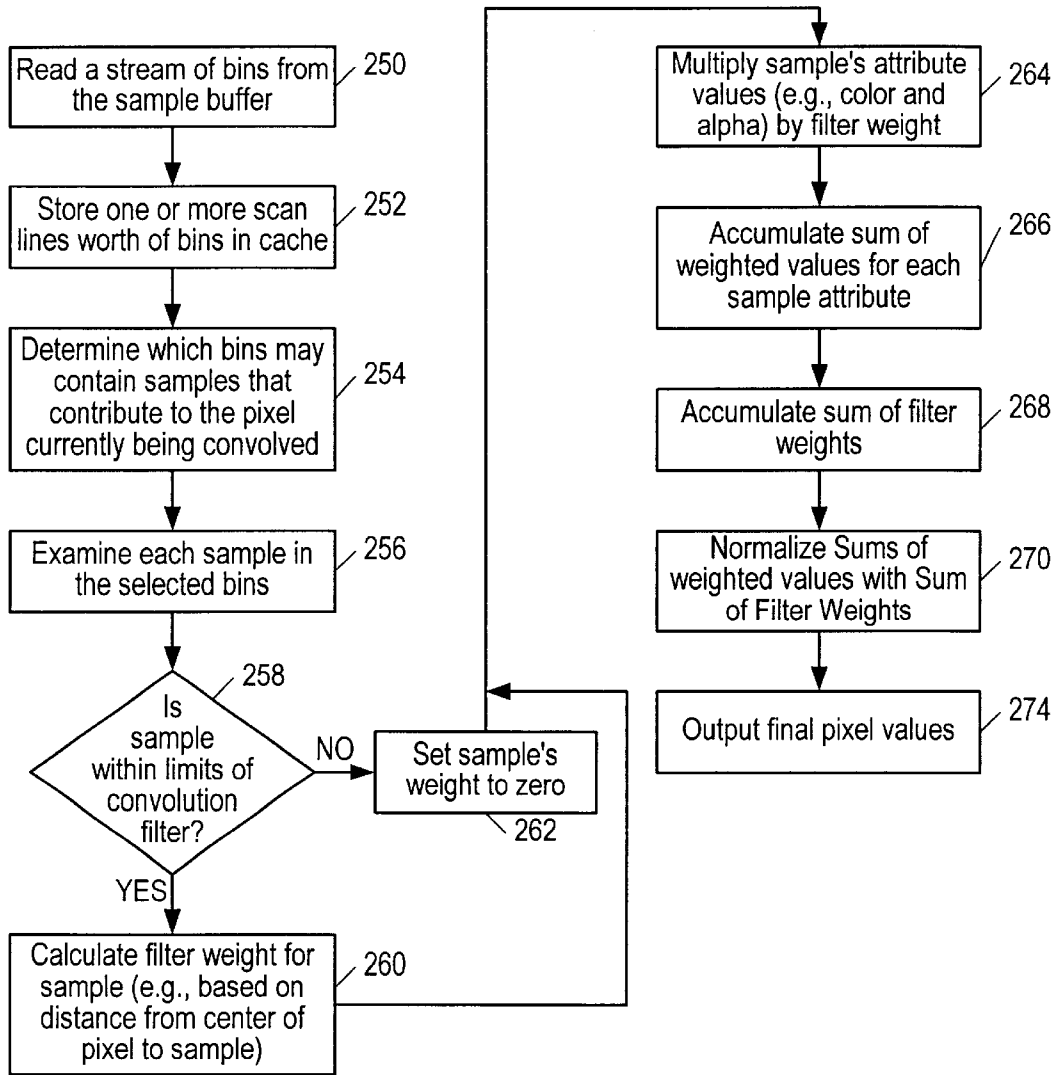 Read a stream of bins from
the sample buffer
250
Store one or more scan
lines worth of bins in cache
252
Determine which bins may
contain samples that
contribute to the pixel
currently being convolved
254
Examine each sample in
the selected bins
256
Is
sample
within limits of
convolution
filter?
258
NO
Set sample's
weight to zero
262
YES
Calculate filter weight for
sample (e.g., based on
distance from center of
pixel to sample)
260
Multiply sample's attribute
values (e.g., color and
alpha) by filter weight
264
Accumulate sum of
weighted values for each
sample attribute
266
Accumulate sum of filter
weights
268
Normalize Sums of
weighted values with Sum
of Filter Weights
270
Output final pixel values
274